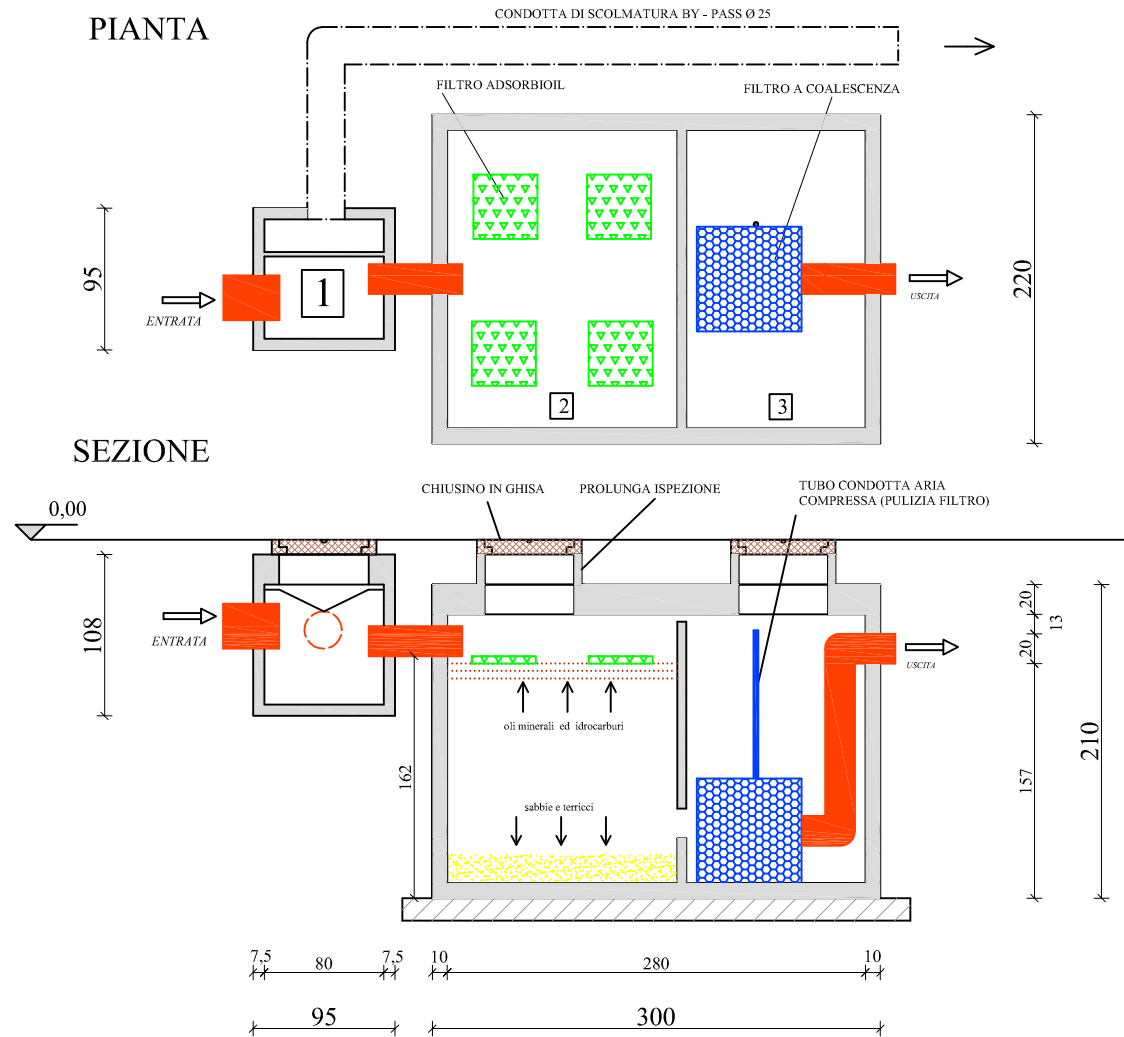 PIANTA
CONDOTTA DI SCOLMATURA BY - PASS Ø 25
FILTRO ADSORBIOIL
FILTRO A COALESCENZA
95
1
ENTRATA
2
3
USCITA
220
SEZIONE
0,00
CHIUSINO IN GHISA
PROLUNGA ISPEZIONE
TUBO CONDOTTA ARIA
COMPRESSA (PULIZIA FILTRO)
108
ENTRATA
oli minerali ed idrocarburi
162
sabbie e terricci
USCITA
20
13
20
157
210
7,5
80
7,5
10
280
10
95
300